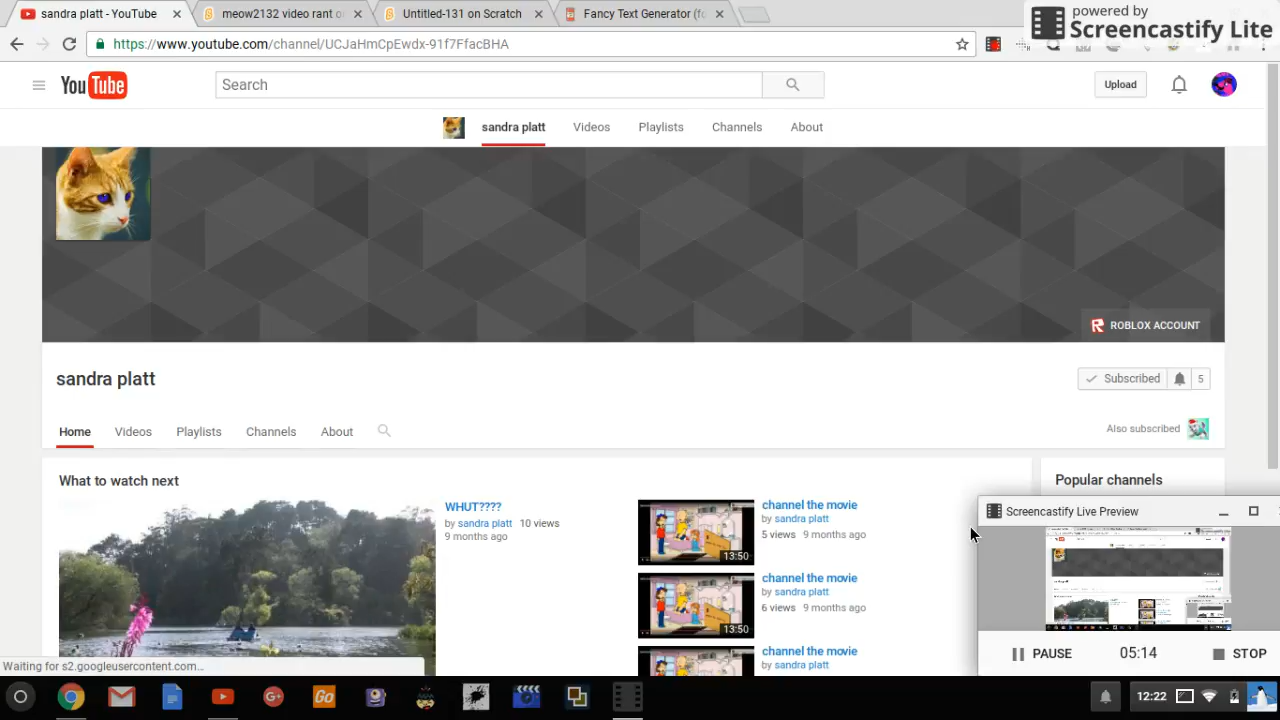 sandra platt - YouTube
meow2132 video ran
Untitled-131 on Scratch
Fancy Text Generator (fo
powered by
Screencastify Lite
https://www.youtube.com/channel/UCJaHmCpEwdx-91f7FfacBHA
YouTube
Search
Upload
sandra platt
Videos
Playlists
Channels
About
ROBLOX ACCOUNT
sandra platt
Subscribed
5
Home
Videos
Playlists
Channels
About
Also subscribed
What to watch next
Popular channels
WHUT????
by sandra platt 10 views
9 months ago
channel the movie
by sandra platt
5 views 9 months ago
13:50
channel the movie
by sandra platt
6 views 9 months ago
13:50
channel the movie
by sandra platt
Screencastify Live Preview
PAUSE
05:14
STOP
Waiting for s2.googleusercontent.com...
GO
12:22